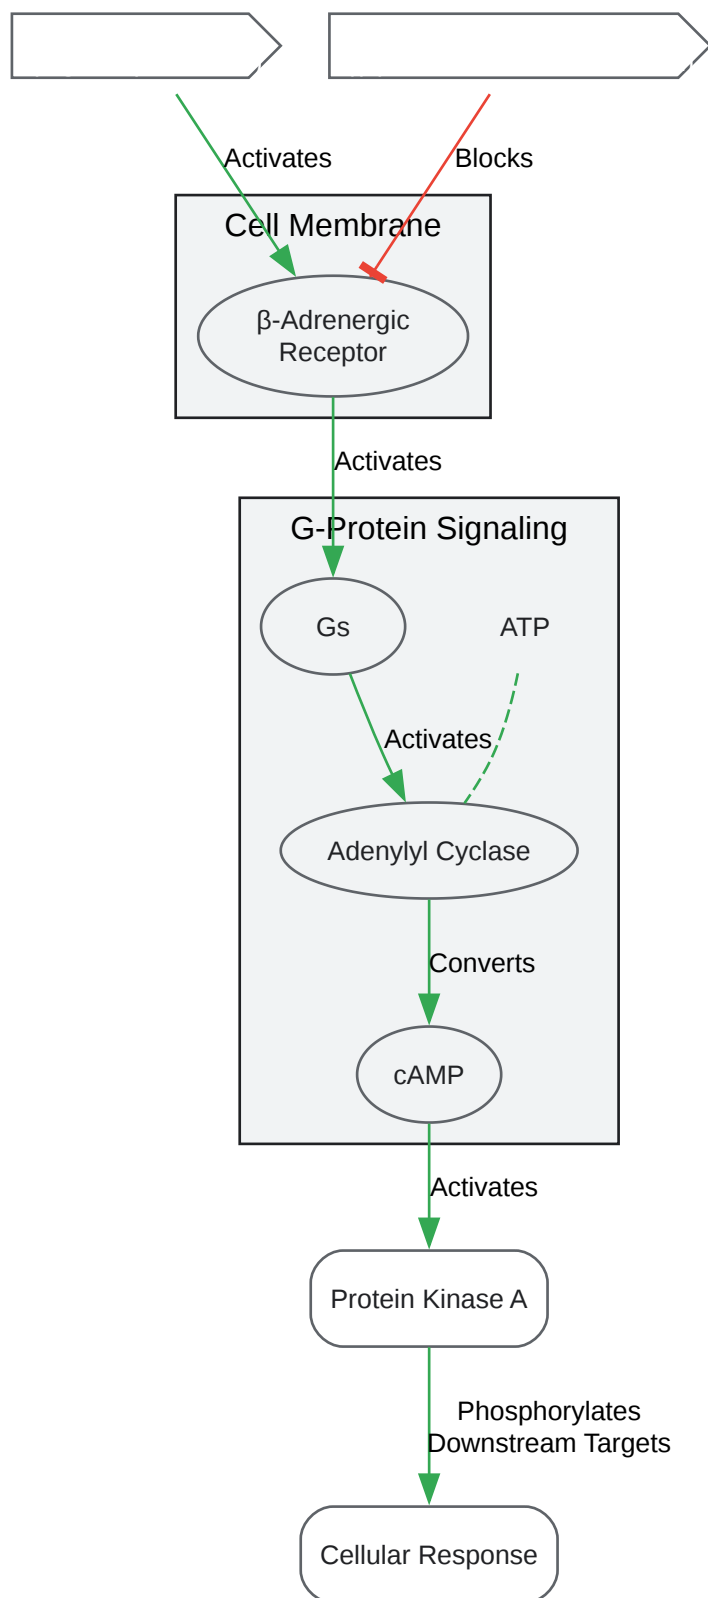 Activates
Blocks
Cell Membrane
β-Adrenergic
Receptor
Activates
G-Protein Signaling
Gs
ATP
Activates
Adenylyl Cyclase
Converts
cAMP
Activates
Protein Kinase A
Phosphorylates
Downstream Targets
Cellular Response